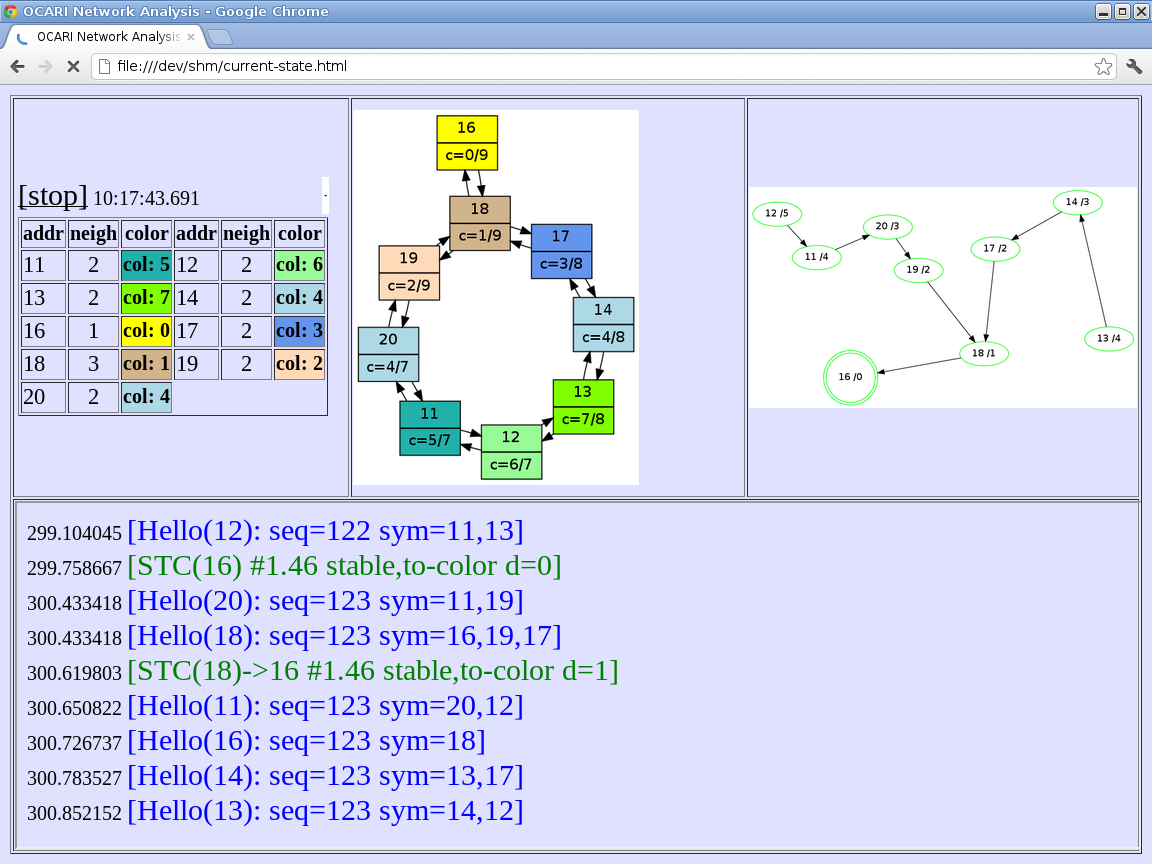 OCARI Network Analysis - Google Chrome
OCARI Network Analysis
file:///dev/shm/current-state.html
[stop] 10:17:43.691
addr neigh color addr neigh color
11 2 col: 5 12 2 col: 6
13 2 col: 7 14 2 col: 4
16 1 col: 0 17 2 col: 3
18 3 col: 1 19 2 col: 2
20 2 col: 4
16
c=0/9
18
c=1/9
17
c=3/8
19
c=2/9
14
c=4/8
20
c=4/7
13
c=7/8
11
c=5/7
12
c=6/7
14 /3
12 /5
20 /3
17 /2
11 /4
19 /2
13 /4
18 /1
16 /0
299.104045 [Hello(12): seq=122 sym=11,13]
299.758667 [STC(16) #1.46 stable,to-color d=0]
300.433418 [Hello(20): seq=123 sym=11,19]
300.433418 [Hello(18): seq=123 sym=16,19,17]
300.619803 [STC(18)->16 #1.46 stable,to-color d=1]
300.650822 [Hello(11): seq=123 sym=20,12]
300.726737 [Hello(16): seq=123 sym=18]
300.783527 [Hello(14): seq=123 sym=13,17]
300.852152 [Hello(13): seq=123 sym=14,12]